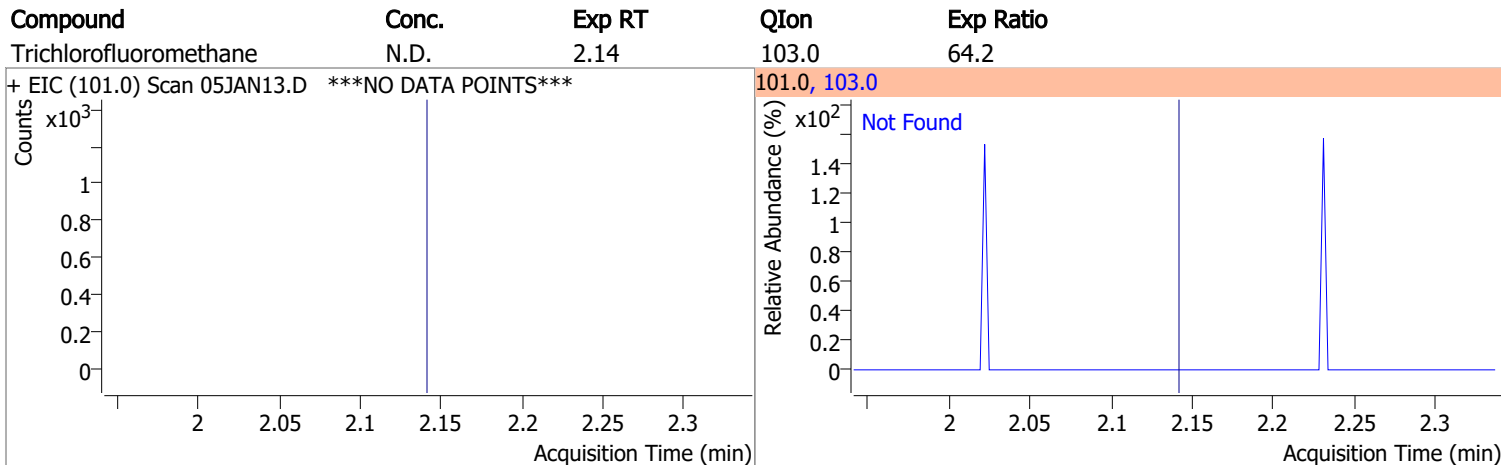 Compound Conc. Exp RT QIon Exp Ratio
Trichlorofluoromethane N.D. 2.14 103.0 64.2
+ EIC (101.0) Scan 05JAN13.D ***NO DATA POINTS***
Counts
x10³
1
0.8
0.6
0.4
0.2
0
2 2.05 2.1 2.15 2.2 2.25 2.3
Acquisition Time (min)
101.0, 103.0
Relative Abundance (%)
x10²
Not Found
1.4
1.2
1
0.8
0.6
0.4
0.2
0
2 2.05 2.1 2.15 2.2 2.25 2.3
Acquisition Time (min)